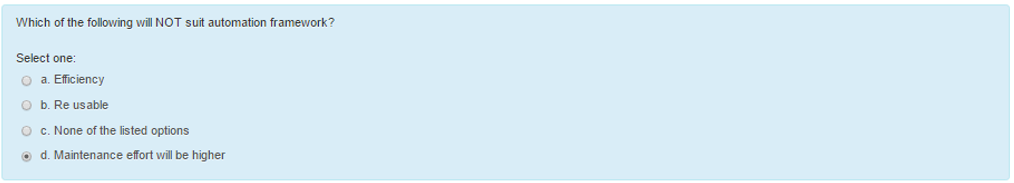 Which of the following will NOT suit automation framework?
Select one:
a. Efficiency
b. Re usable
c. None of the listed options
d. Maintenance effort will be higher